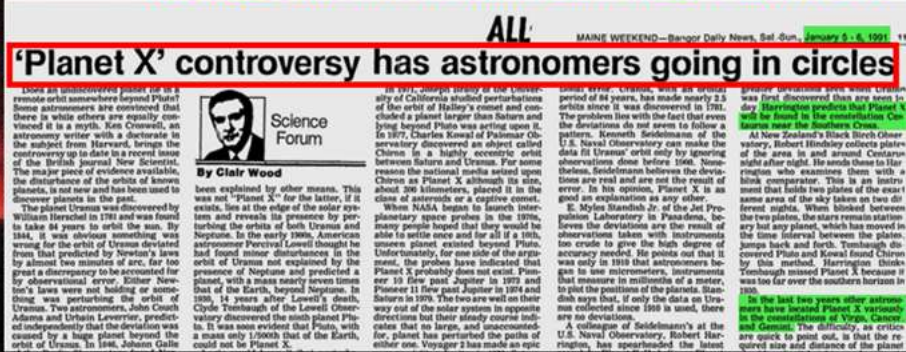 ALL
MAINE WEEKEND—Bangor Daily News, Sat.-Sun., January 5 - 6, 1991
'Planet X' controversy has astronomers going in circles
Does an undiscovered planet lie in a
remote orbit somewhere beyond Pluto?
Some astronomers are convinced that
there is while others are equally con-
vinced it is a myth. Ken Croswell, an
astronomy writer with a doctorate in
the subject from Harvard, brings the
controversy up to date in a recent issue
of the British journal New Scientist.
The major piece of evidence available,
the disturbance of the orbits of known
planets, is not new and has been used to
discover planets in the past.
The planet Uranus was discovered by
William Herschel in 1781 and was found
to take 84 years to orbit the sun. By
1844, it was obvious something was
wrong for the orbit of Uranus deviated
from that predicted by Newton's laws
by almost two minutes of arc, far too
great a discrepancy to be accounted for
by observational error. Either New-
ton's laws were not holding or some-
thing was perturbing the orbit of
Uranus. Two astronomers, John Couch
Adams and Urbain Leverrier, predict-
ed independently that the deviation was
caused by a huge planet beyond the
orbit of Uranus. In 1846, Johann Galle
Science
Forum
By Clair Wood
been explained by other means. This
was not "Planet X" for the latter, if it
exists, lies at the edge of the solar sys-
tem and reveals its presence by per-
turbing the orbits of both Uranus and
Neptune. In the early 1900s, American
astronomer Percival Lowell thought he
had found minor disturbances in the
orbit of Uranus not explained by the
presence of Neptune and predicted a
planet, with a mass nearly seven times
that of the Earth, beyond Neptune. In
1930, 14 years after Lowell's death,
Clyde Tombaugh of the Lowell Obser-
vatory discovered the ninth planet Plu-
to. It was soon evident that Pluto, with
a mass only 1/500th that of the Earth,
could not be Planet X.
In 1971, Joseph Brady of the Univer-
sity of California studied perturbations
of the orbit of Halley's comet and con-
cluded a planet larger than Saturn and
lying beyond Pluto was acting upon it.
In 1977, Charles Kowal of Palomar Ob-
servatory discovered an object called
Chiron in a highly eccentric orbit
between Saturn and Uranus. For some
reason the national media seized upon
Chiron as Planet X although its size,
about 200 kilometers, placed it in the
class of asteroids or a captive comet.
When NASA began to launch inter-
planetary space probes in the 1970s,
many people hoped that they would be
able to settle once and for all if a 10th,
unseen planet existed beyond Pluto.
Unfortunately, for one side of the argu-
ment, the probes have indicated that
Planet X probably does not exist. Pion-
eer 10 flew past Jupiter in 1973 and
Pioneer 11 flew past Jupiter in 1974 and
Saturn in 1979. The two are well on their
way out of the solar system in opposite
directions but their steady course indi-
cates that no large, and unaccounted-
for, planet has perturbed the paths of
either one. Voyager 2 has made an epic
tional error. Uranus, with an orbital
period of 84 years, has made nearly 2.5
orbits since it was discovered in 1781.
The problem lies with the fact that even
the deviations do not seem to follow a
pattern. Kenneth Seidelmann of the
U.S. Naval Observatory can make the
data fit Uranus' orbit only by ignoring
observations done before 1900. None-
theless, Seidelmann believes the devia-
tions are real and are not the result of
error. In his opinion, Planet X is as
good an explanation as any other.
E. Myles Standish Jr. of the Jet Pro-
pulsion Laboratory in Pasadena, be-
lieves the deviations are the result of
observations taken with instruments
too crude to give the high degree of
accuracy needed. He points out that it
was only in 1910 that astronomers be-
gan to use micrometers, instruments
that measure in millionths of a meter,
to plot the positions of the planets. Stan-
dish says that, if only the data on Ura-
nus collected since 1910 is used, there
are no deviations.
A colleague of Seidelmann's at the
U.S. Naval Observatory, Robert Har-
rington, has spearheaded the latest
greater deviations seen when Uranus
was first discovered than are seen to-
day. Harrington predicts that Planet X
will be found in the constellation Cen-
taurus near the Southern Cross.
At New Zealand's Black Birch Obser-
vatory, Robert Hindsley collects plates
of the area in and around Centaurus
night after night. He sends these to Har-
rington who examines them with a
blink comparator. This is an instru-
ment that holds two plates of the exact
same area of the sky taken on two dif-
ferent nights. When blinked between
the two plates, the stars remain station-
ary but any planet, which has moved in
the time interval between the plates,
jumps back and forth. Tombaugh dis-
covered Pluto and Kowal found Chiron
by this method. Harrington thinks
Tombaugh missed Planet X because it
was too far over the southern horizon in
1930.
In the last two years other astrono-
mers have located Planet X variously
in the constellations of Virgo, Cancer
and Gemini. The difficulty, as critics
are quick to point out, is that the re-
quired size and distance of the planet